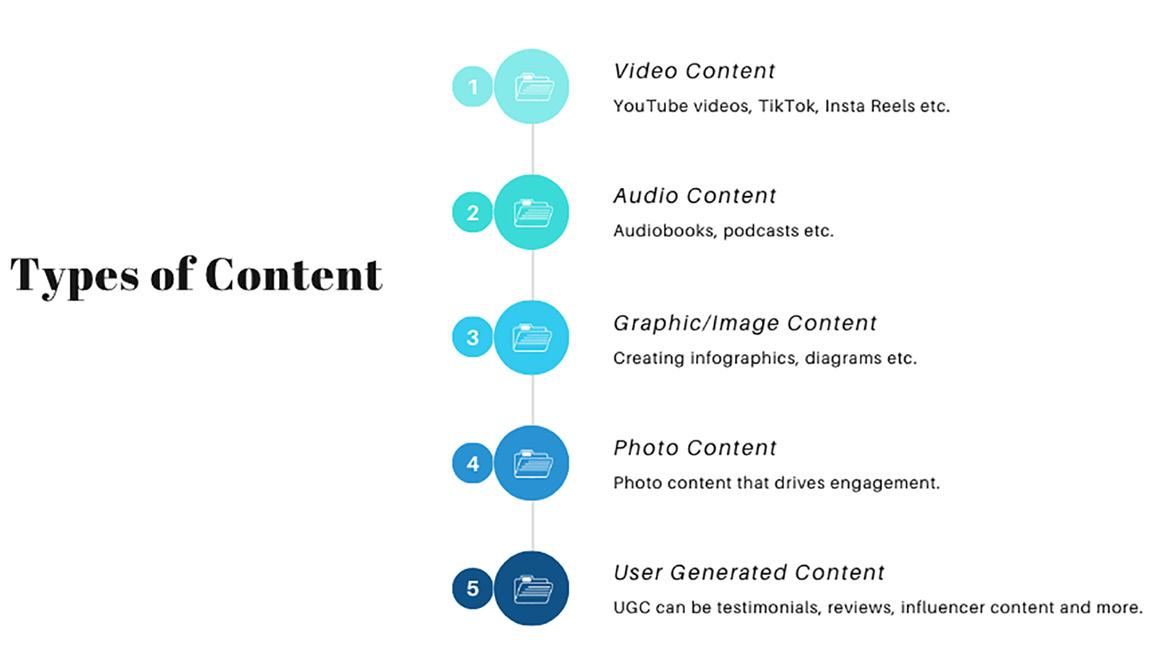 Types of Content
1
Video Content
YouTube videos, TikTok, Insta Reels etc.
2
Audio Content
Audiobooks, podcasts etc.
3
Graphic/Image Content
Creating infographics, diagrams etc.
4
Photo Content
Photo content that drives engagement.
5
User Generated Content
UGC can be testimonials, reviews, influencer content and more.